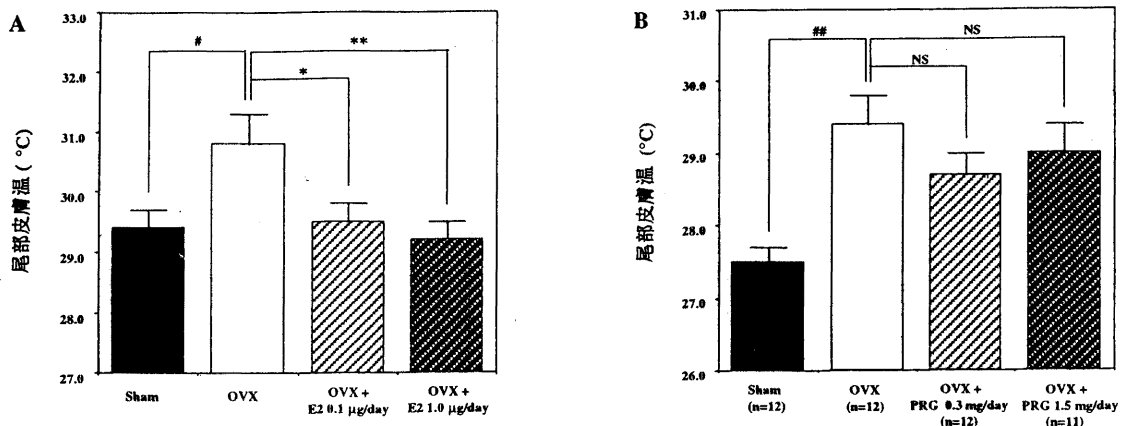 A
尾部皮膚温 ( °C)
33.0
32.0
31.0
30.0
29.0
28.0
27.0
#
**
*
Sham
OVX
OVX +
E2 0.1 µg/day
OVX +
E2 1.0 µg/day
B
尾部皮膚温 (°C)
31.0
30.0
29.0
28.0
27.0
26.0
##
NS
NS
Sham
(n=12)
OVX
(n=12)
OVX +
PRG 0.3 mg/day
(n=12)
OVX +
PRG 1.5 mg/day
(n=11)